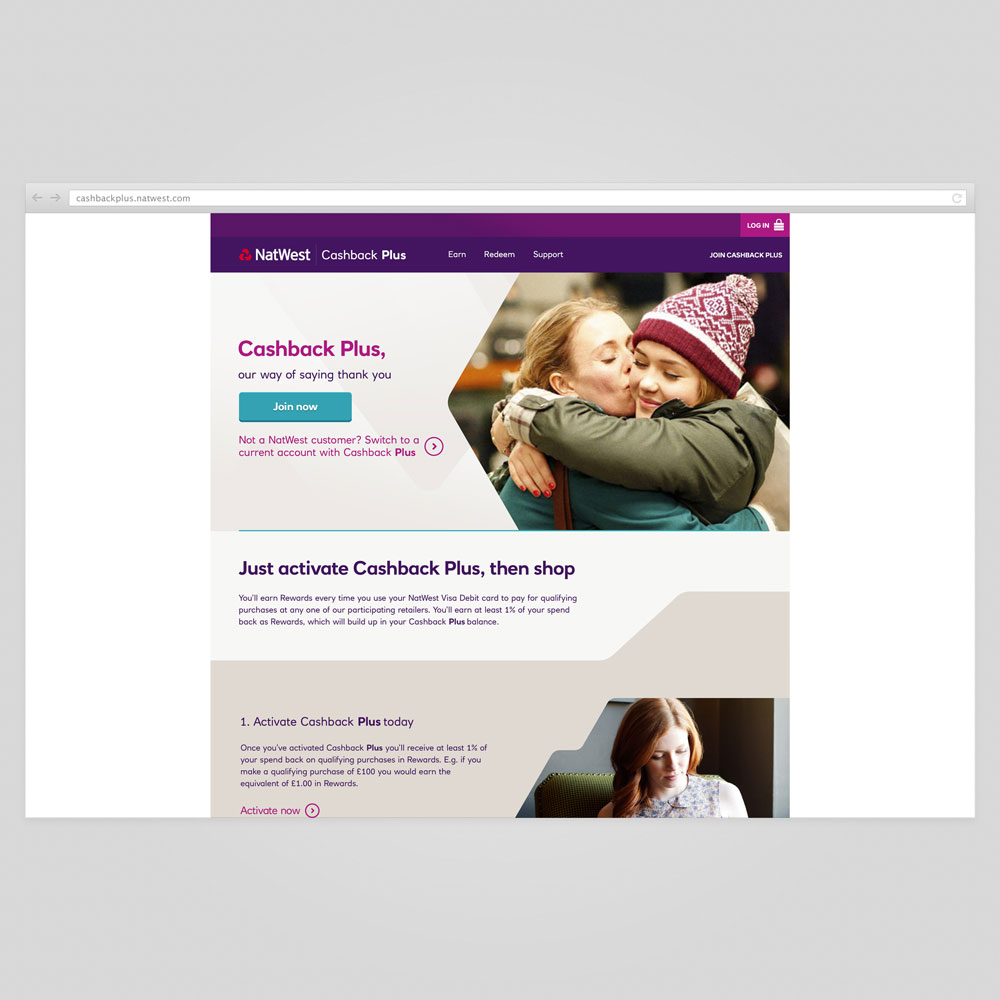 cashbackplus.natwest.com
LOG IN
NatWest Cashback Plus Earn Redeem Support JOIN CASHBACK PLUS
Cashback Plus,
our way of saying thank you
Join now
Not a NatWest customer? Switch to a
current account with Cashback Plus
Just activate Cashback Plus, then shop
You'll earn Rewards every time you use your NatWest Visa Debit card to pay for qualifying
purchases at any one of our participating retailers. You'll earn at least 1% of your spend
back as Rewards, which will build up in your Cashback Plus balance.
1. Activate Cashback Plus today
Once you've activated Cashback Plus you'll receive at least 1% of
your spend back on qualifying purchases in Rewards. E.g. if you
make a qualifying purchase of £100 you would earn the
equivalent of £1.00 in Rewards.
Activate now